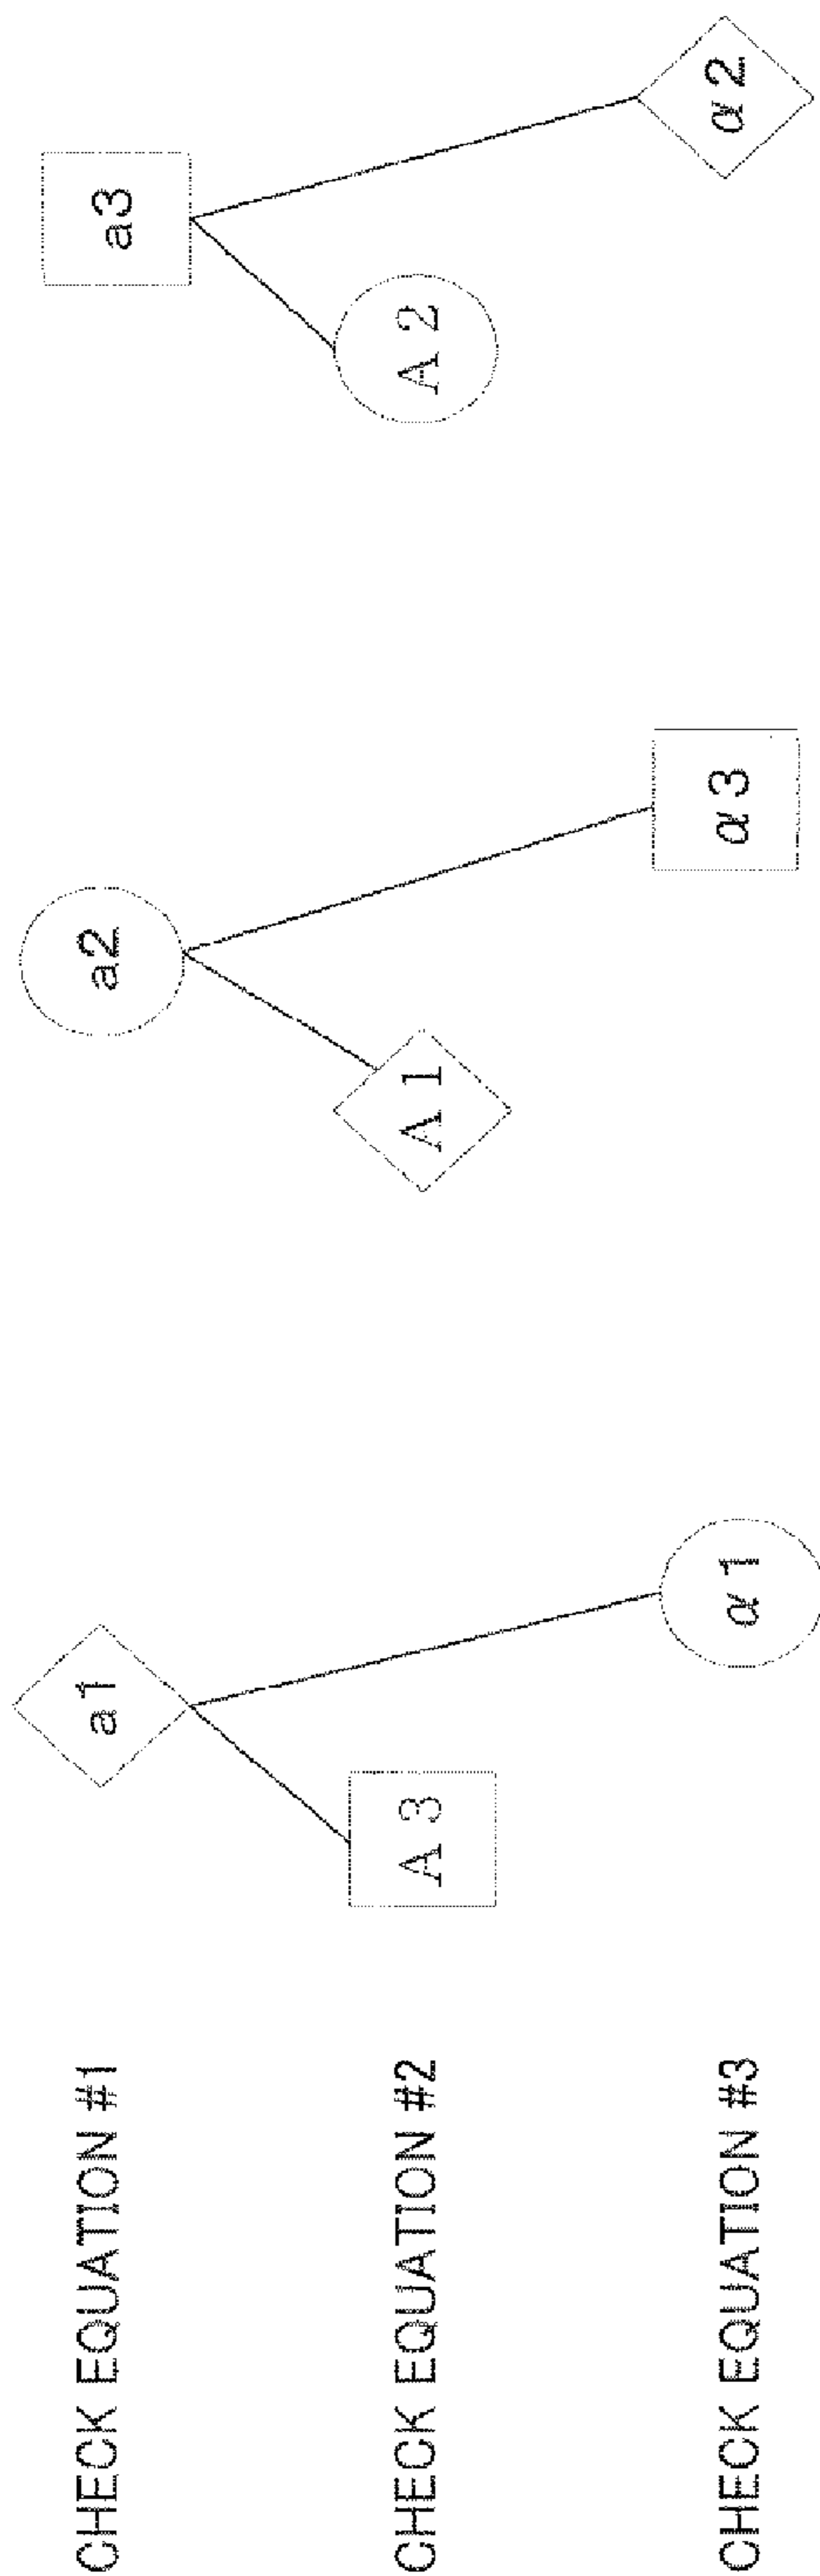 CHECK EQUATION #1 a1 a2 a3
CHECK EQUATION #2 A3 A1 A2
CHECK EQUATION #3 α1 α3 α2